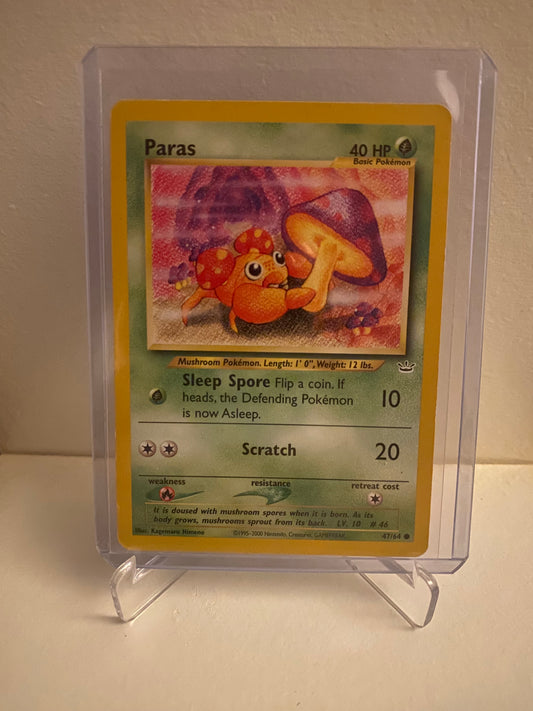 Paras 40 HP
Basic Pokémon
Mushroom Pokémon. Length: 1' 0", Weight: 12 lbs.
Sleep Spore Flip a coin. If
heads, the Defending Pokémon
is now Asleep.
10
Scratch 20
weakness resistance retreat cost
It is doused with mushroom spores when it is born. As its
body grows, mushrooms sprout from its back. LV. 10 # 46
Illus. Kagemaru Himeno ©1995-2000 Nintendo, Creatures, GAMEFREAK. 47/64